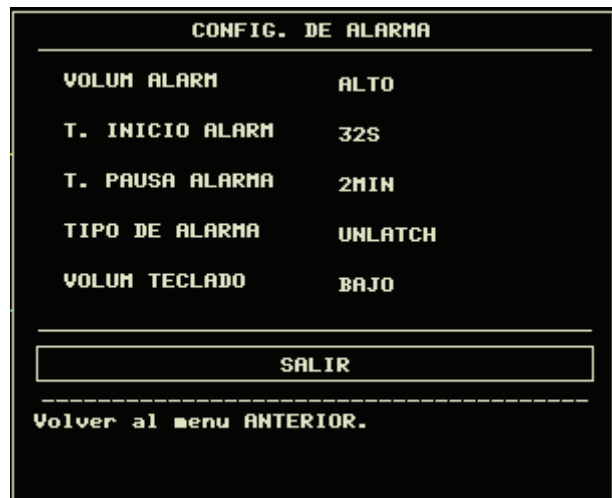 CONFIG. DE ALARMA
VOLUM ALARM ALTO
T. INICIO ALARM 32S
T. PAUSA ALARMA 2MIN
TIPO DE ALARMA UNLATCH
VOLUM TECLADO BAJO
SALIR
Volver al menu ANTERIOR.